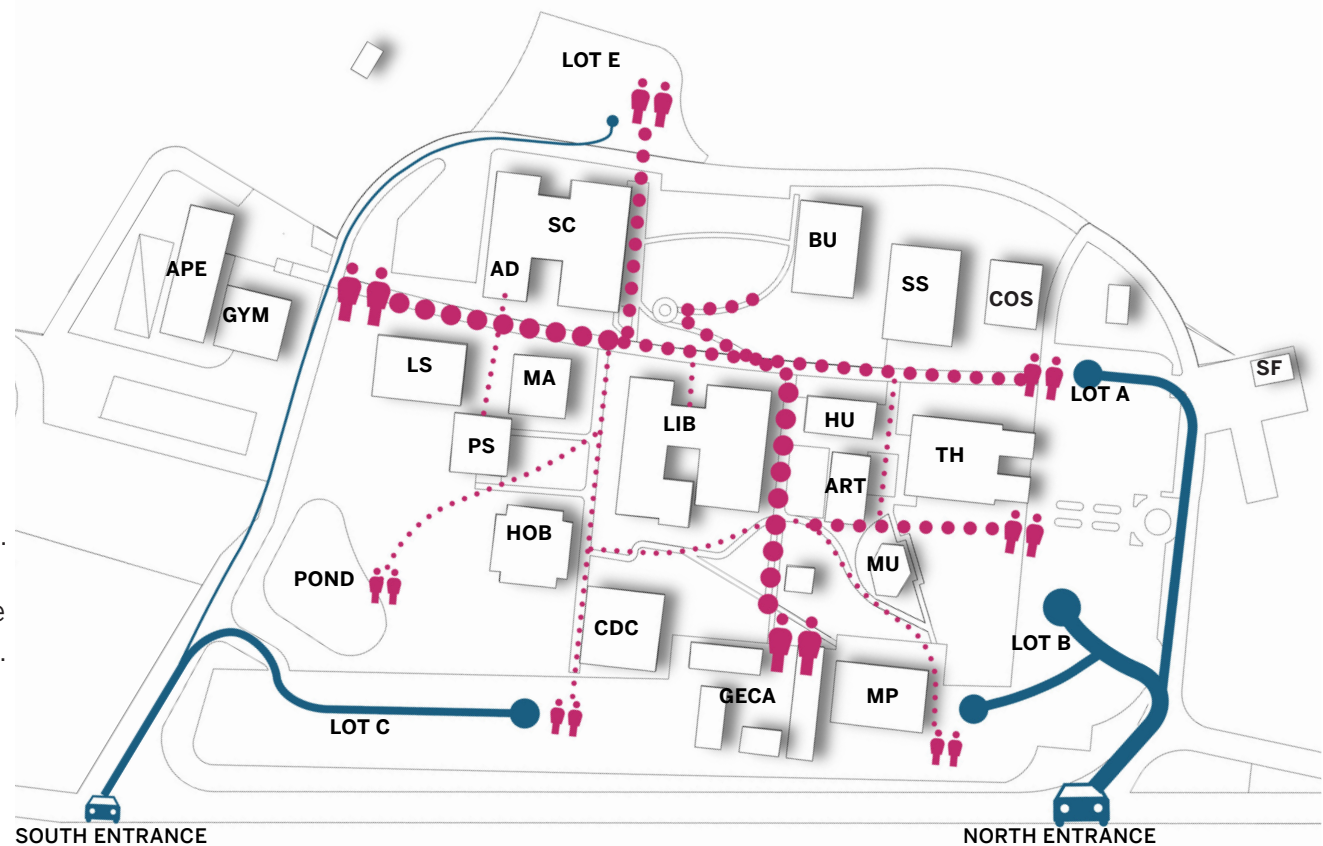 LOT E
SC
BU
AD
APE
SS
COS
GYM
LS
MA
SF
LOT A
LIB
HU
PS
TH
ART
HOB
MU
POND
CDC
LOT B
GECA
MP
LOT C
SOUTH ENTRANCE
NORTH ENTRANCE